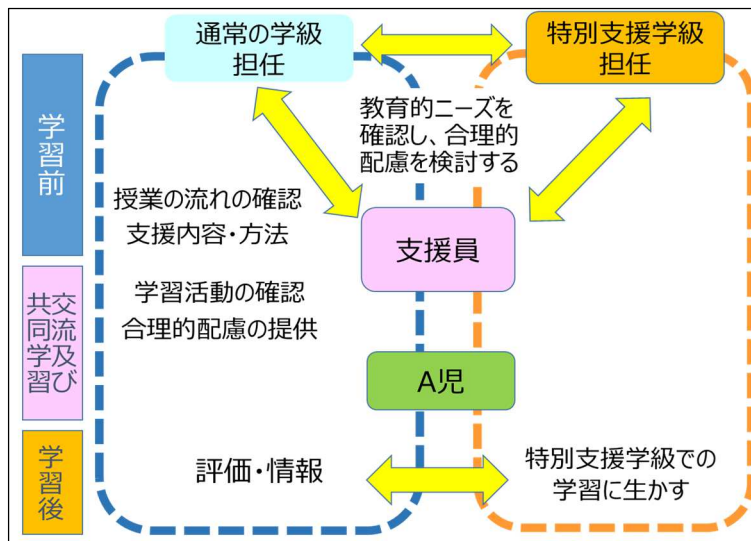 通常の学級
担任
特別支援学級
担任
学習前
教育的ニーズを
確認し、合理的
配慮を検討する
授業の流れの確認
支援内容・方法
支援員
交流及び
共同学習
学習活動の確認
合理的配慮の提供
A児
学習後
評価・情報
特別支援学級での
学習に生かす